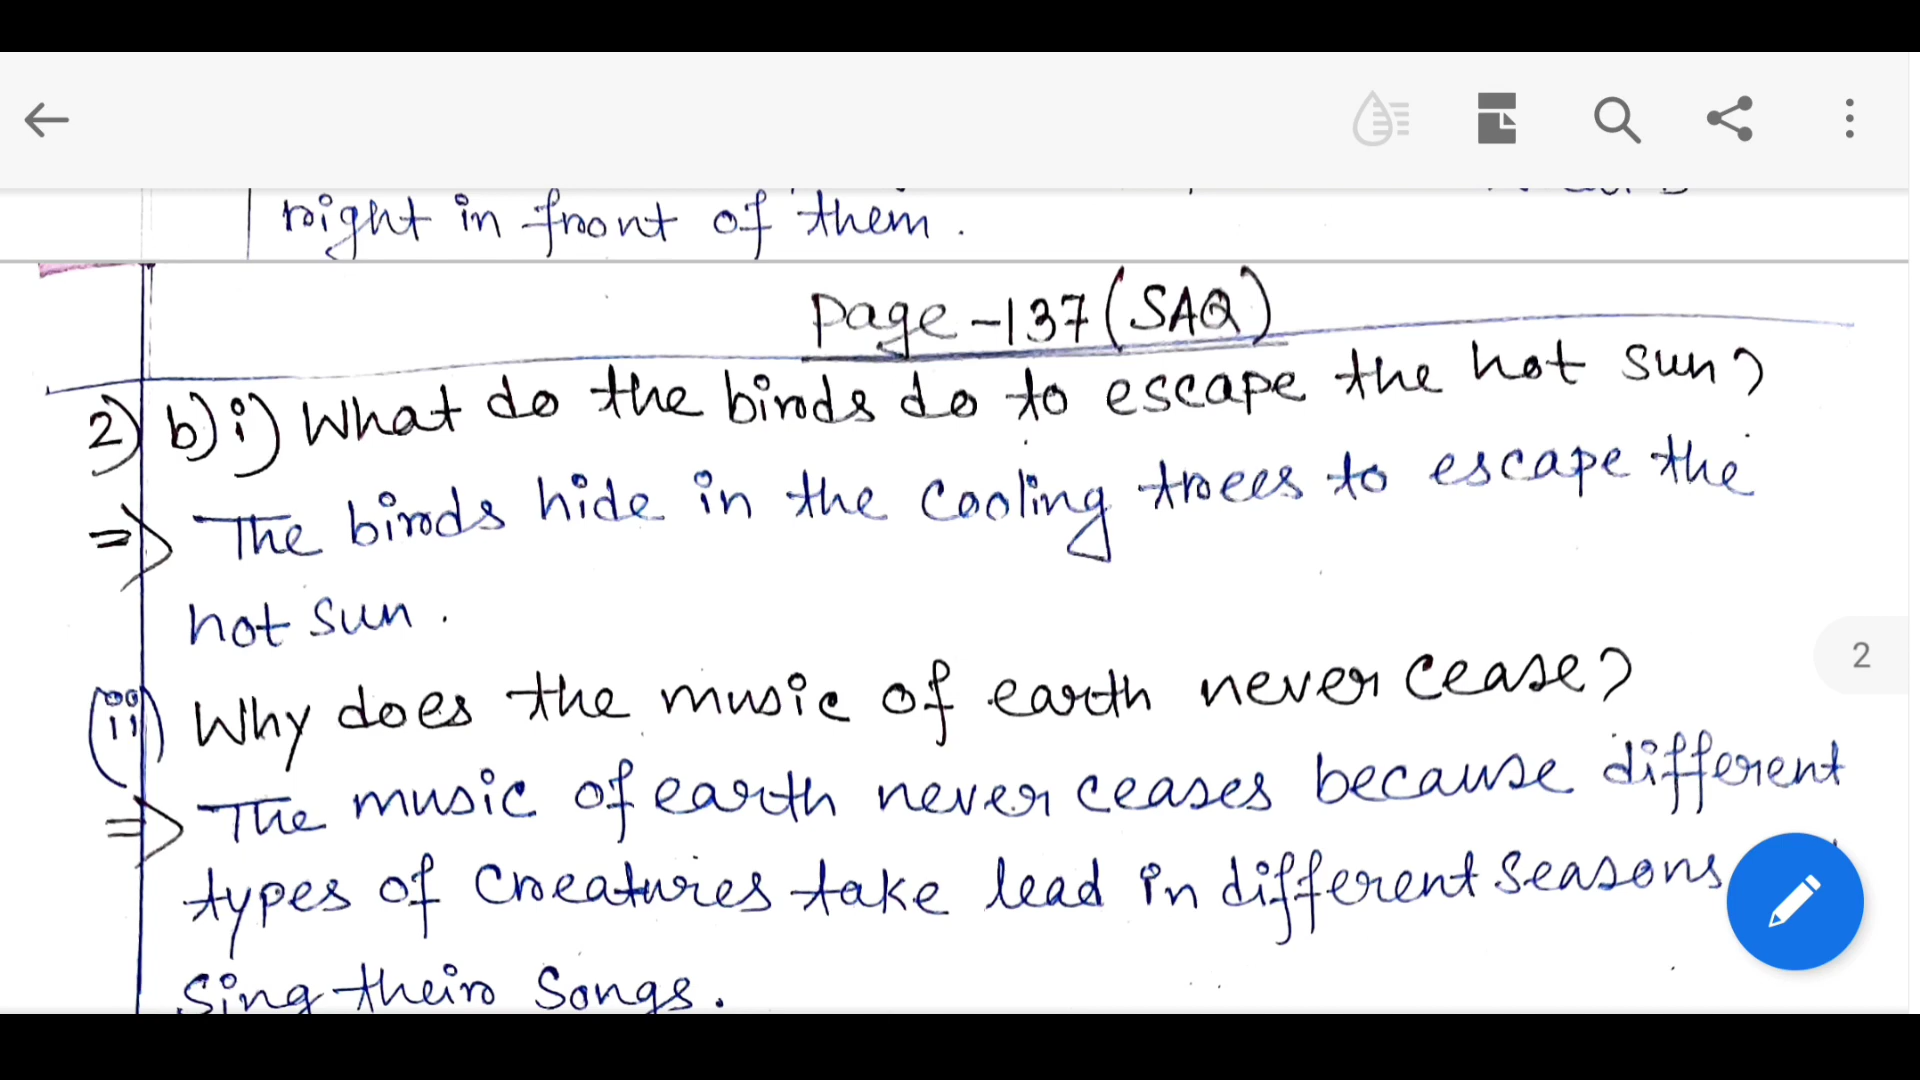 right in front of them.
Page-137 (SAQ)
2) b) i) What do the birds do to escape the hot sun?
=> The birds hide in the cooling trees to escape the
hot sun.
(ii) Why does the music of earth never cease?
=> The music of earth never ceases because different
types of creatures take lead in different seasons
sing their songs.
2